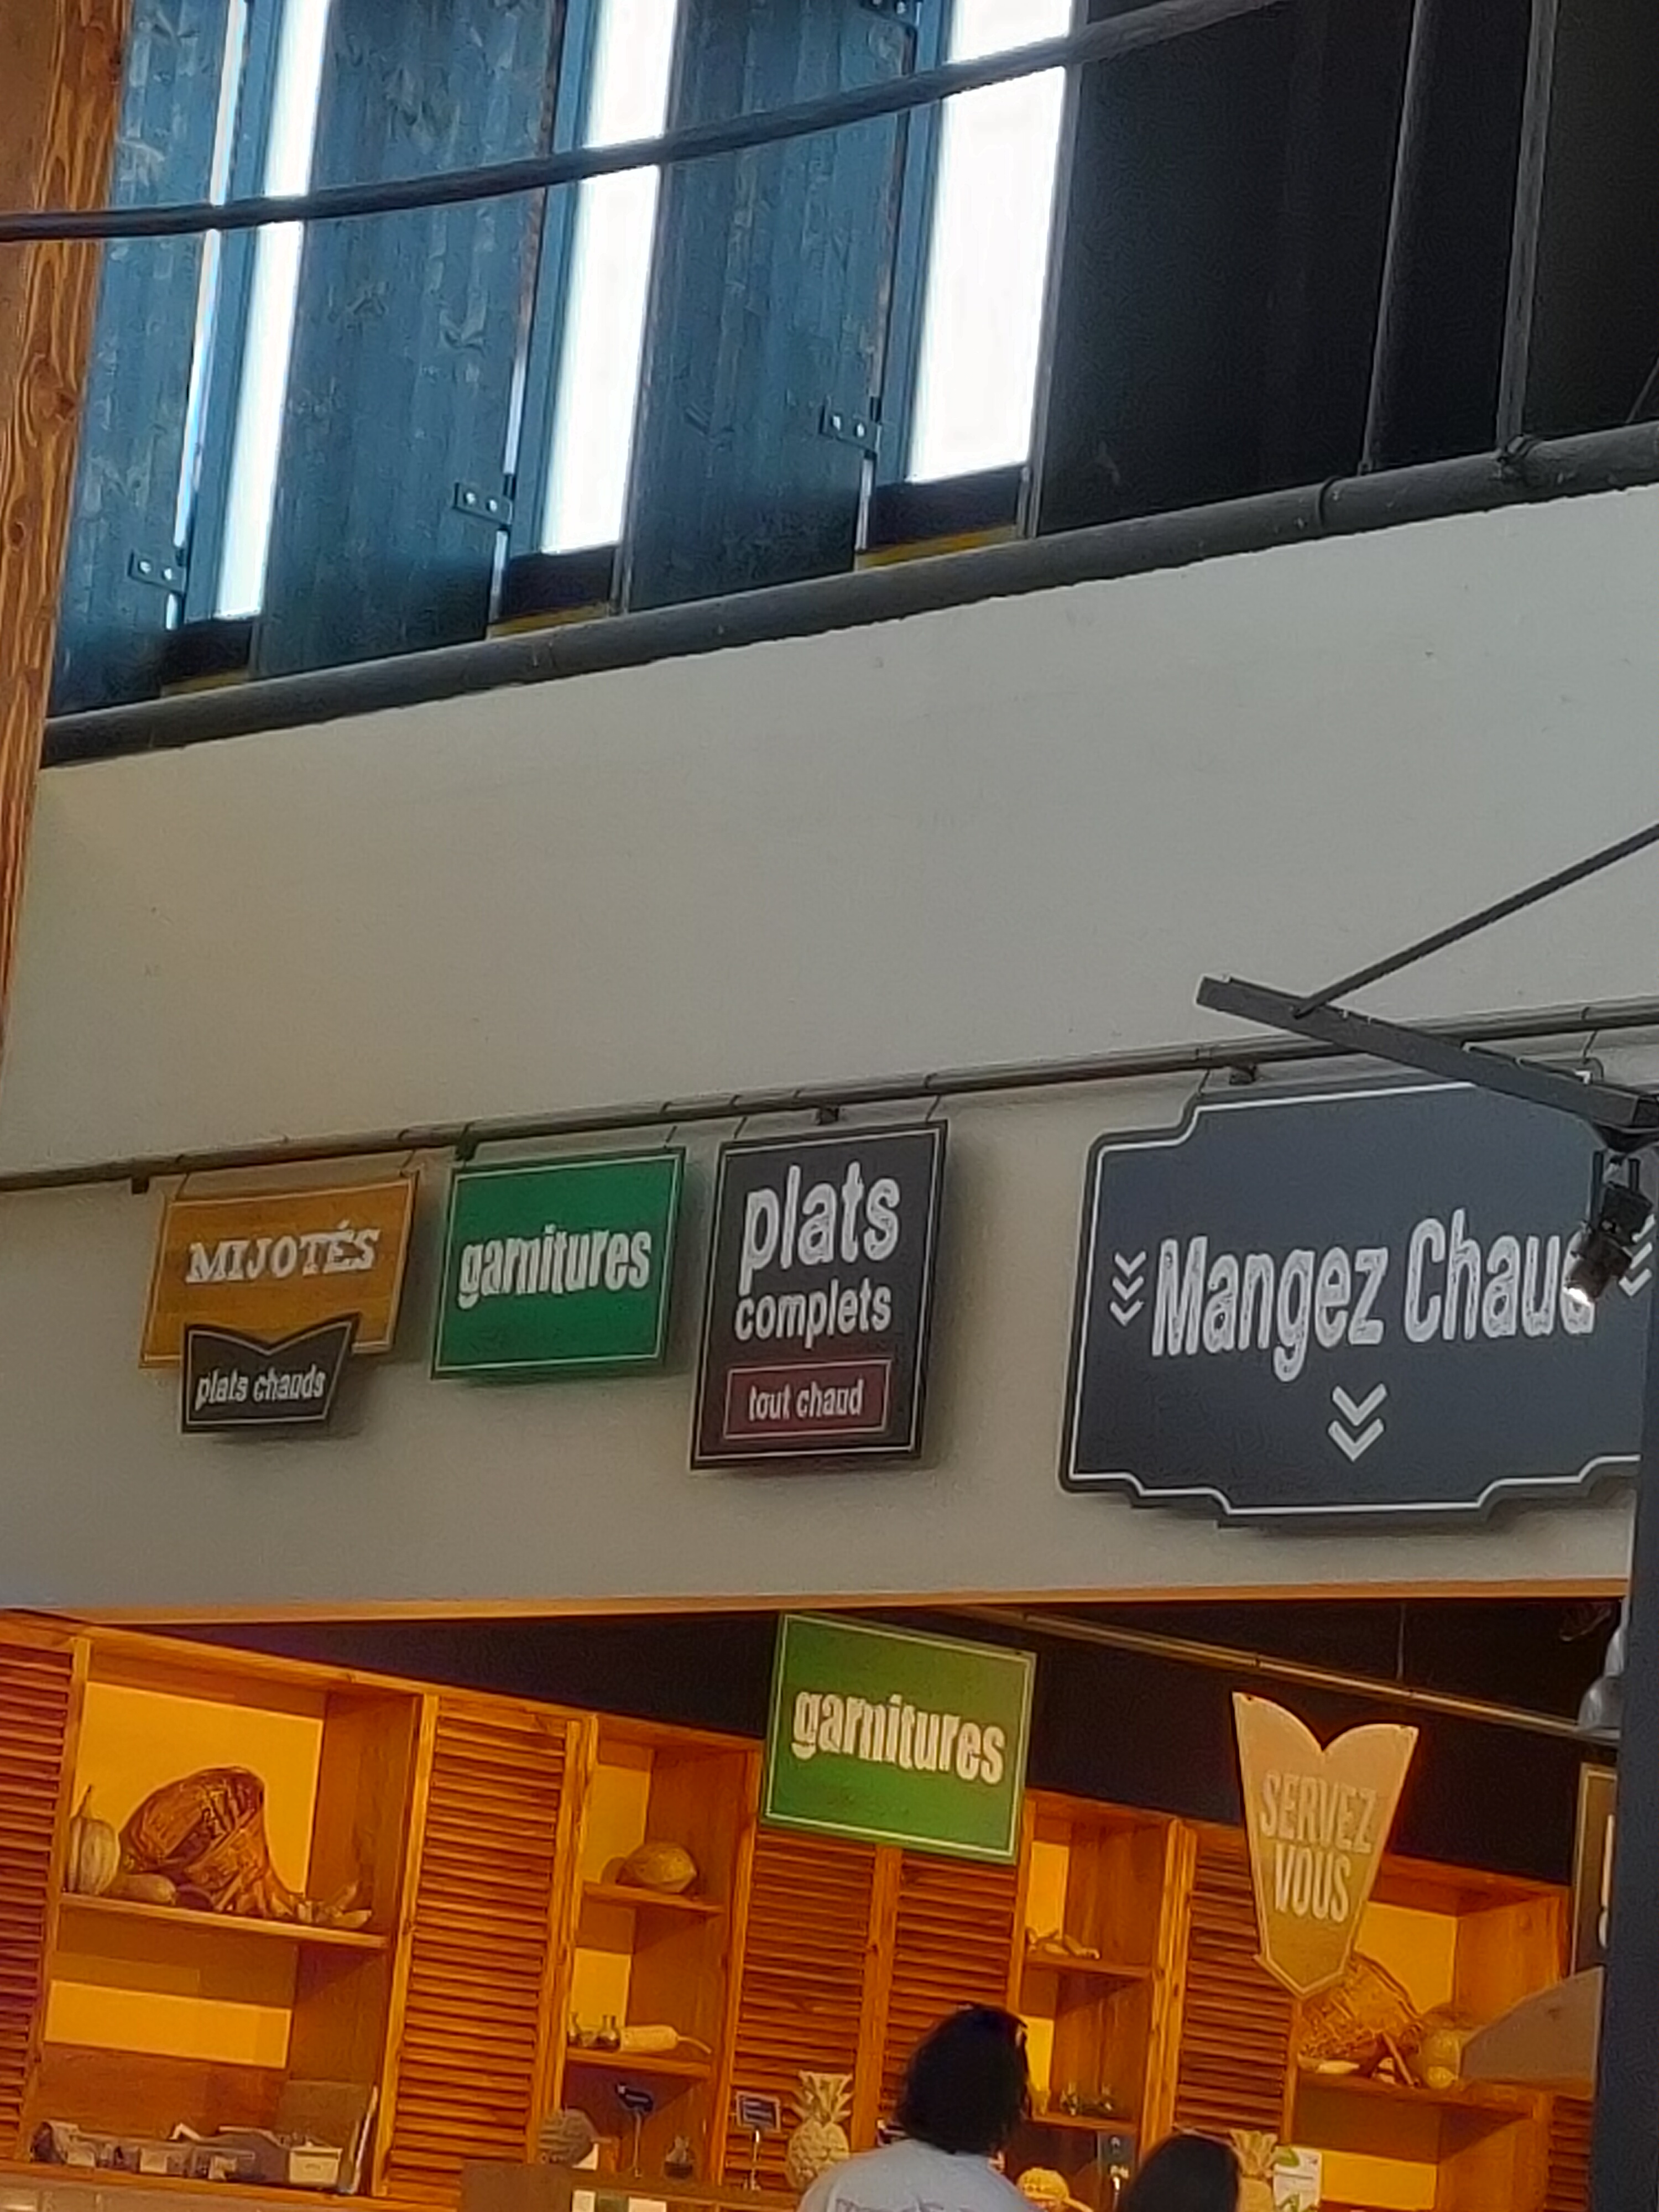 MIJOTÉS
plats chauds
garnitures
plats
complets
tout chaud
Mangez Chaud
garnitures
SERVEZ
VOUS